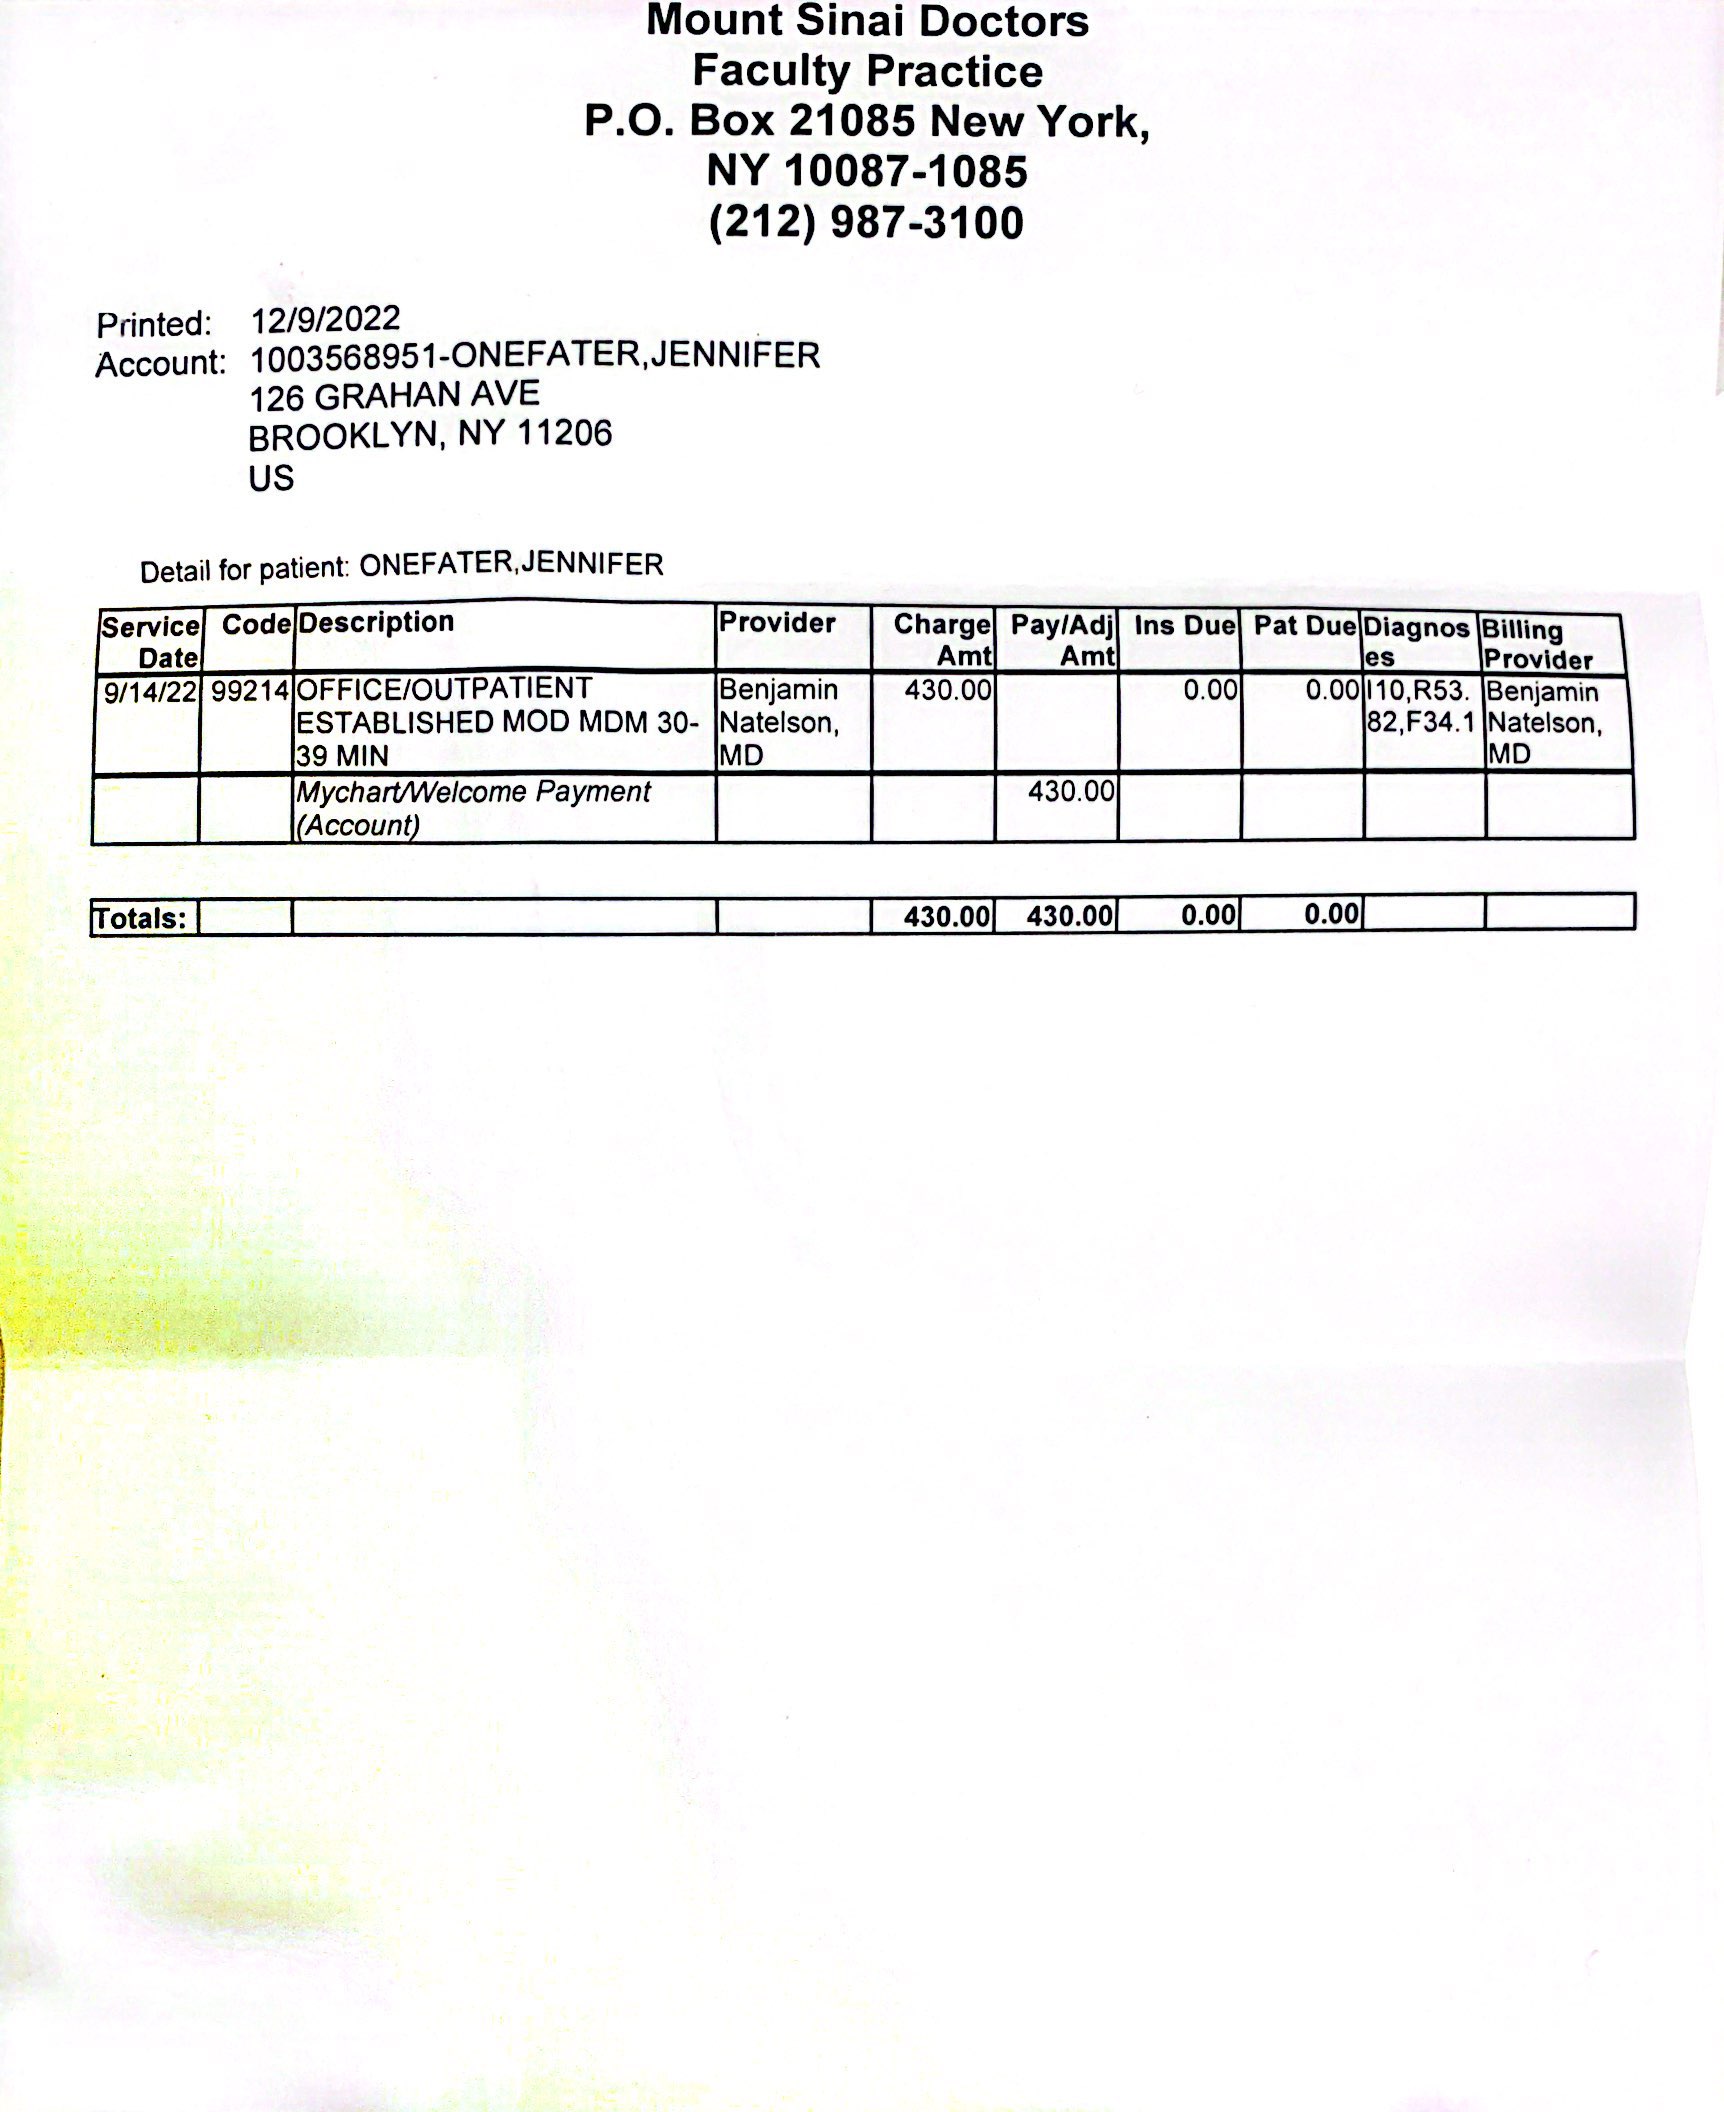 Mount Sinai Doctors
Faculty Practice
P.O. Box 21085 New York,
NY 10087-1085
(212) 987-3100
Printed: 12/9/2022
Account: 1003568951-ONEFATER,JENNIFER
126 GRAHAN AVE
BROOKLYN, NY 11206
US
Detail for patient: ONEFATER,JENNIFER
Service Code Description Provider Charge Pay/Adj Ins Due Pat Due Diagnos Billing
Date Amt Amt es Provider
9/14/22 99214 OFFICE/OUTPATIENT Benjamin 430.00 0.00 0.00 I10,R53. Benjamin
ESTABLISHED MOD MDM 30- Natelson, 82,F34.1 Natelson,
39 MIN MD MD
Mychart/Welcome Payment 430.00
(Account)
Totals: 430.00 430.00 0.00 0.00